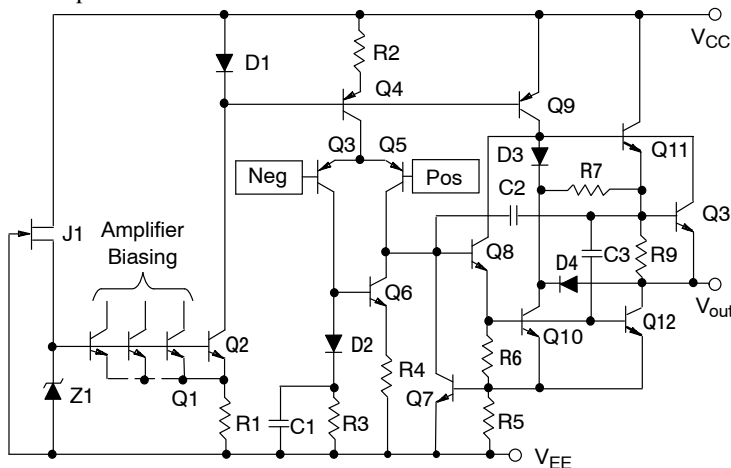 V_CC
D1
R2
Q4
Q9
Q3
Q5
Q11
D3
R7
Neg
Pos
C2
Q3
J1
Amplifier
Biasing
Q8
C3
R9
D4
Q6
V_out
Q2
Q10
Q12
D2
R4
R6
Z1
Q1
R1
C1
R3
Q7
R5
V_EE